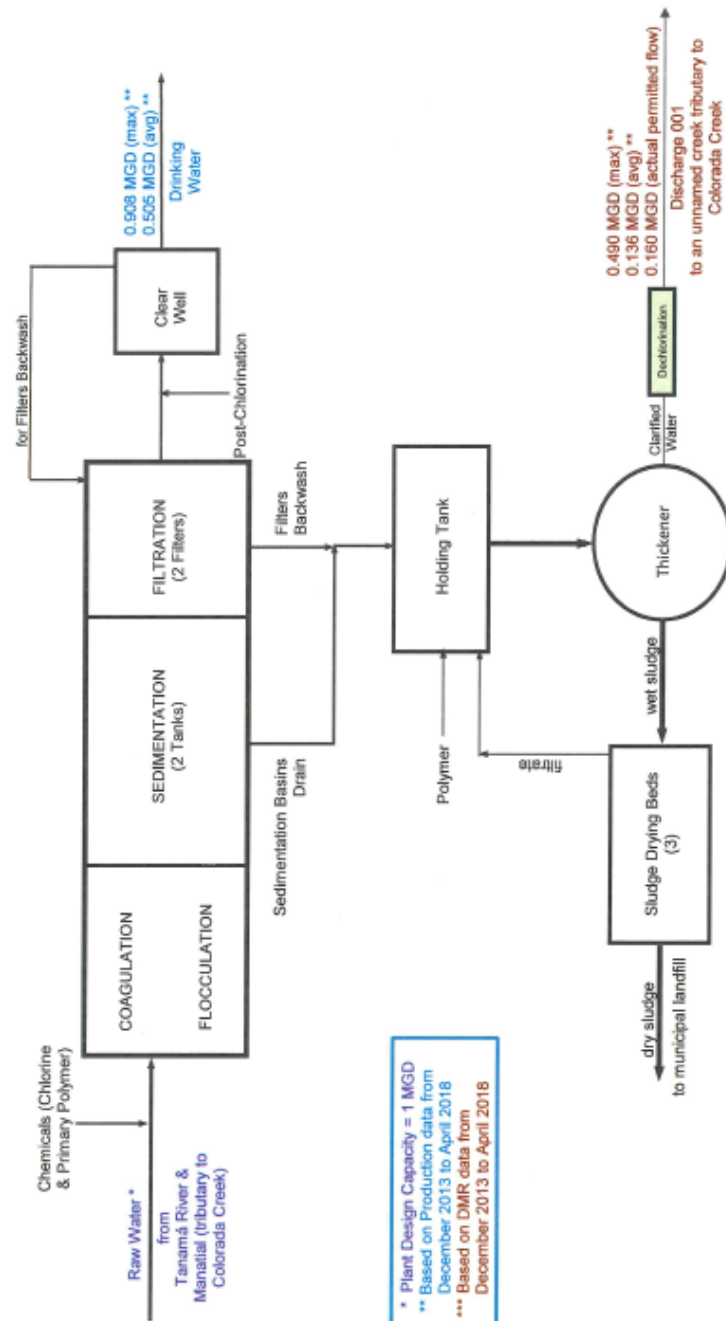 Chemicals (Chlorine
& Primary Polymer)
Raw Water *
from
Tanamá River &
Manatial (tributary to
Colorada Creek)
COAGULATION
FLOCCULATION
SEDIMENTATION
(2 Tanks)
FILTRATION
(2 Filters)
for Filters Backwash
Post-Chlorination
Clear
Well
0.908 MGD (max) **
0.505 MGD (avg) **
Drinking
Water
Sedimentation Basins
Drain
Filters
Backwash
Polymer
Holding Tank
filtrate
dry sludge
to municipal landfill
Sludge Drying Beds
(3)
wet sludge
Thickener
Clarified
Water
Dechlorination
0.490 MGD (max) **
0.136 MGD (avg) **
0.160 MGD (actual permitted flow)
Discharge 001
to an unnamed creek tributary to
Colorada Creek
* Plant Design Capacity = 1 MGD
** Based on Production data from
December 2013 to April 2018
*** Based on DMR data from
December 2013 to April 2018